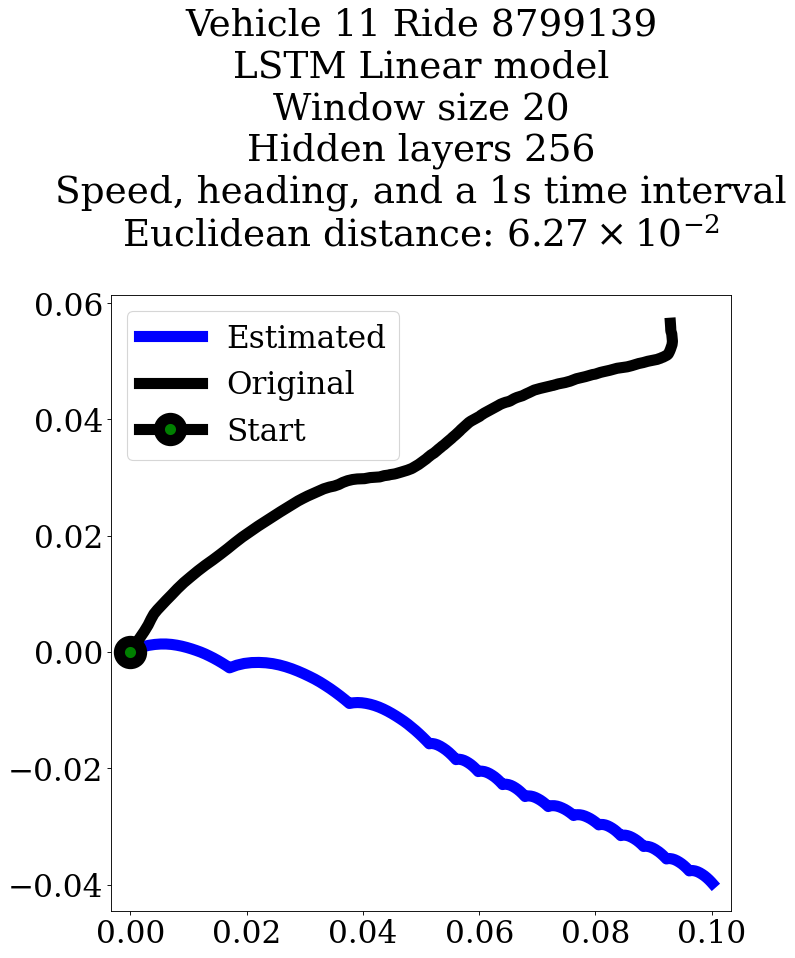 Vehicle 11 Ride 8799139
LSTM Linear model
Window size 20
Hidden layers 256
Speed, heading, and a 1s time interval
Euclidean distance: 6.27 × 10⁻²
0.06
0.04
0.02
0.00
−0.02
−0.04
Estimated
Original
Start
0.00 0.02 0.04 0.06 0.08 0.10